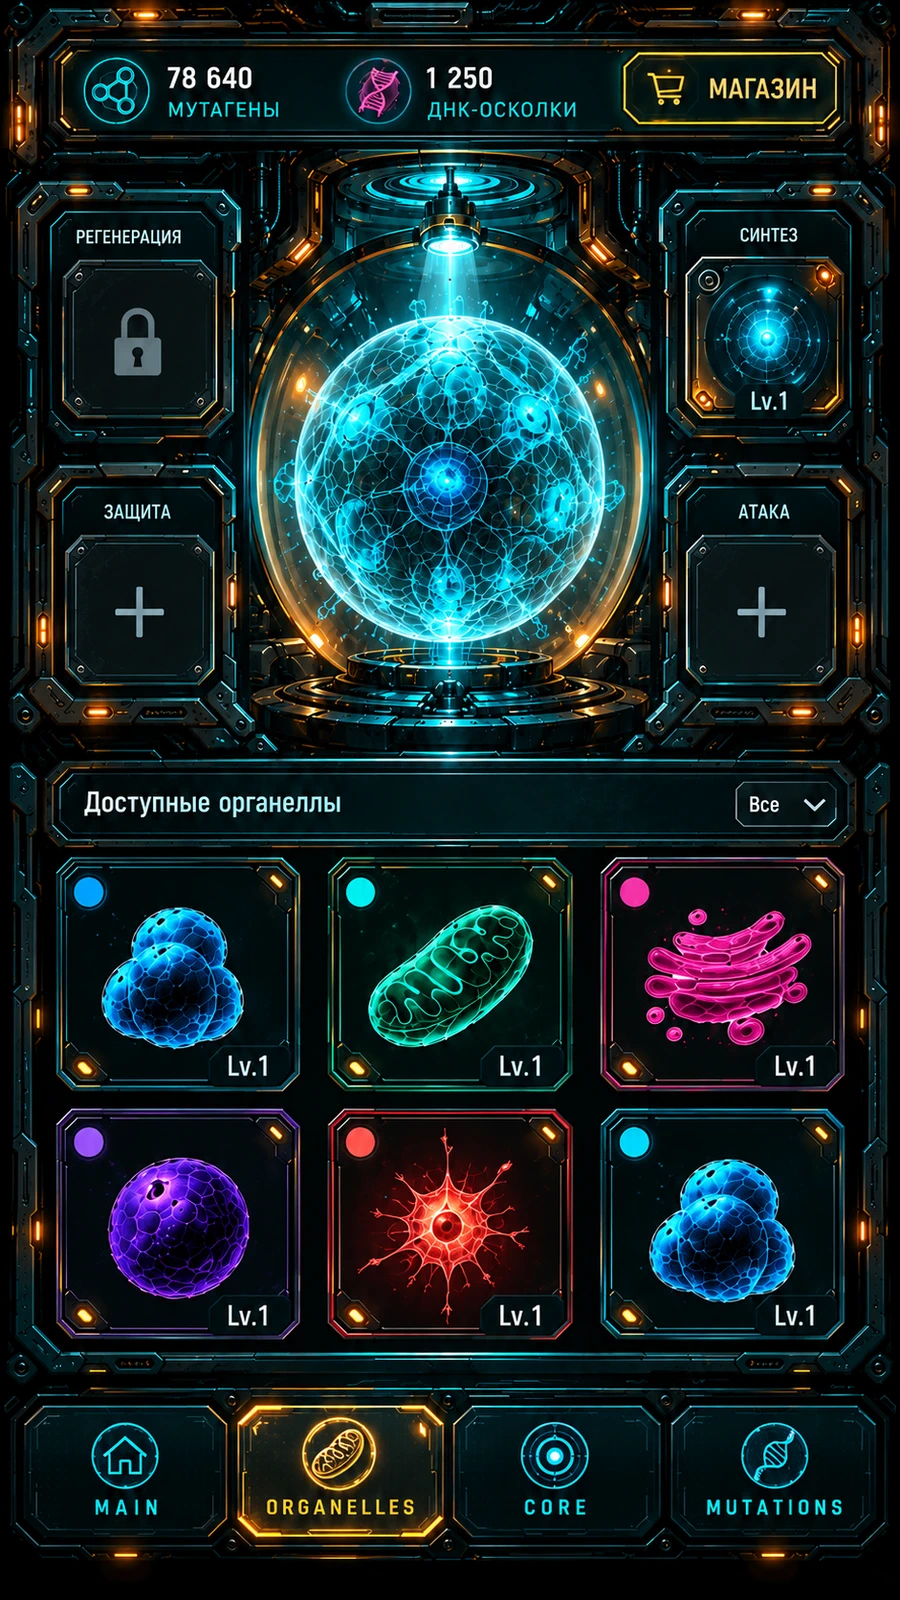 78 640
МУТАГЕНЫ
1 250
ДНК-ОСКОЛКИ
МАГАЗИН
РЕГЕНЕРАЦИЯ
СИНТЕЗ
Lv.1
ЗАЩИТА
АТАКА
Доступные органеллы
Все
Lv.1
Lv.1
Lv.1
Lv.1
Lv.1
Lv.1
MAIN
ORGANELLES
CORE
MUTATIONS